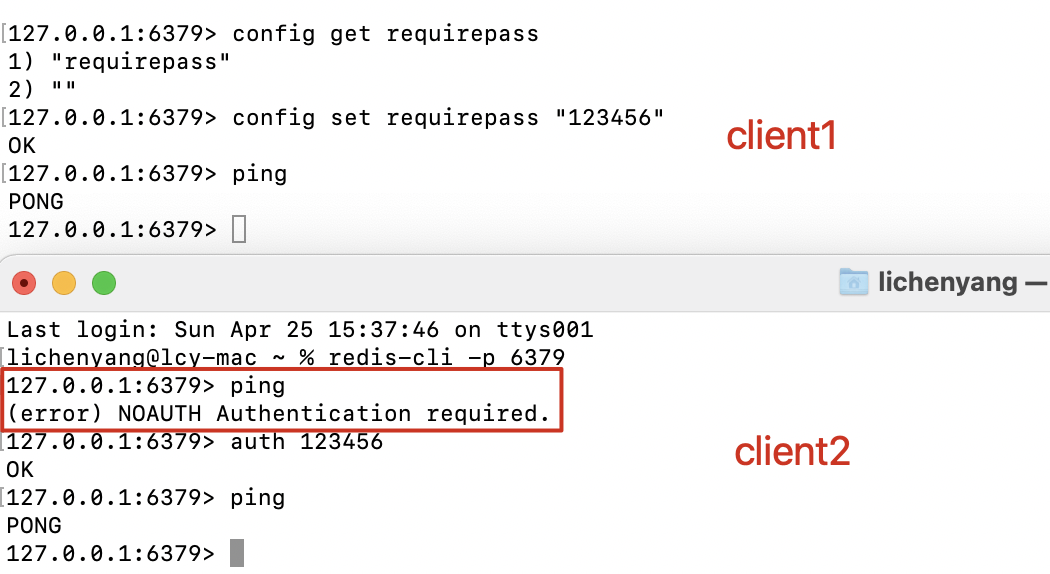 [127.0.0.1:6379> config get requirepass
1) "requirepass"
2) ""
[127.0.0.1:6379> config set requirepass "123456"
OK
client1
[127.0.0.1:6379> ping
PONG
127.0.0.1:6379>
lichenyang —
Last login: Sun Apr 25 15:37:46 on ttys001
[lichenyang@lcy-mac ~ % redis-cli -p 6379
127.0.0.1:6379> ping
(error) NOAUTH Authentication required.
[127.0.0.1:6379> auth 123456
client2
OK
[127.0.0.1:6379> ping
PONG
127.0.0.1:6379>